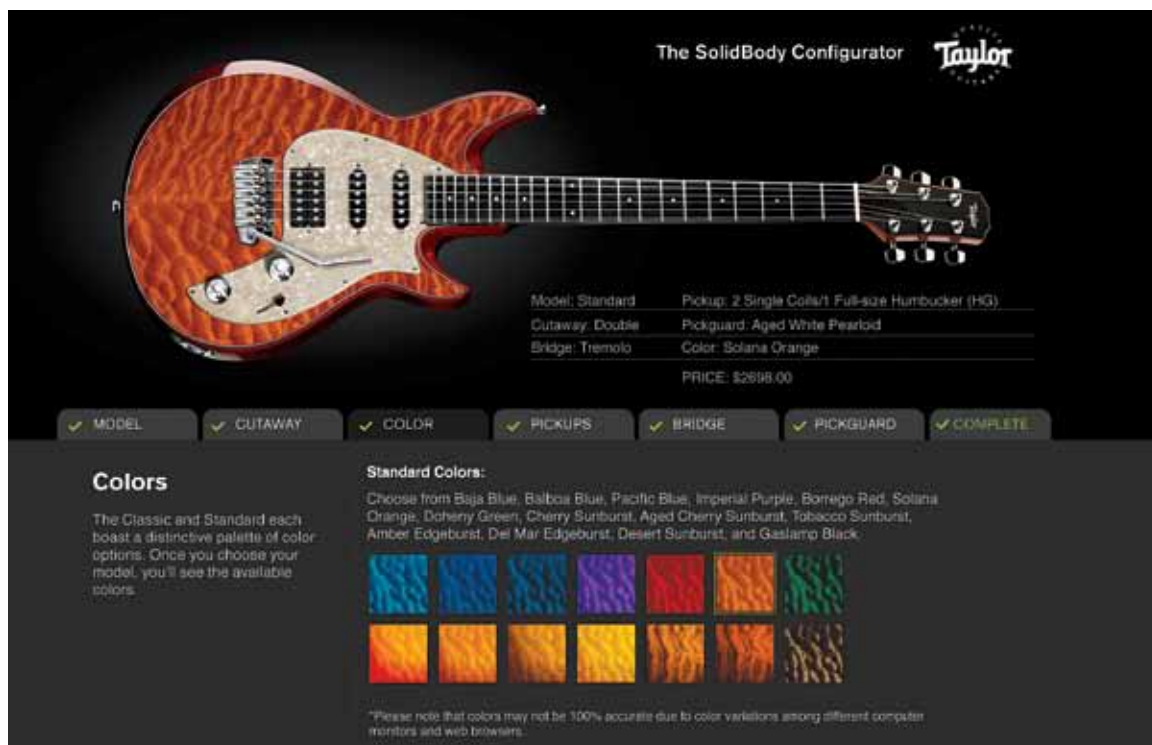 The SolidBody Configurator
QUALITY
Taylor
GUITARS
Model: Standard
Pickup: 2 Single Coils/1 Full-size Humbucker (HG)
Cutaway: Double
Pickguard: Aged White Pearloid
Bridge: Tremolo
Color: Solana Orange
PRICE: $2698.00
MODEL
CUTAWAY
COLOR
PICKUPS
BRIDGE
PICKGUARD
COMPLETE
Colors
The Classic and Standard each
boast a distinctive palette of color
options. Once you choose your
model, you'll see the available
colors.
Standard Colors:
Choose from Baja Blue, Balboa Blue, Pacific Blue, Imperial Purple, Borrego Red, Solana
Orange, Doheny Green, Cherry Sunburst, Aged Cherry Sunburst, Tobacco Sunburst,
Amber Edgeburst, Del Mar Edgeburst, Desert Sunburst, and Gaslamp Black
*Please note that colors may not be 100% accurate due to color variations among different computer
monitors and web browsers.